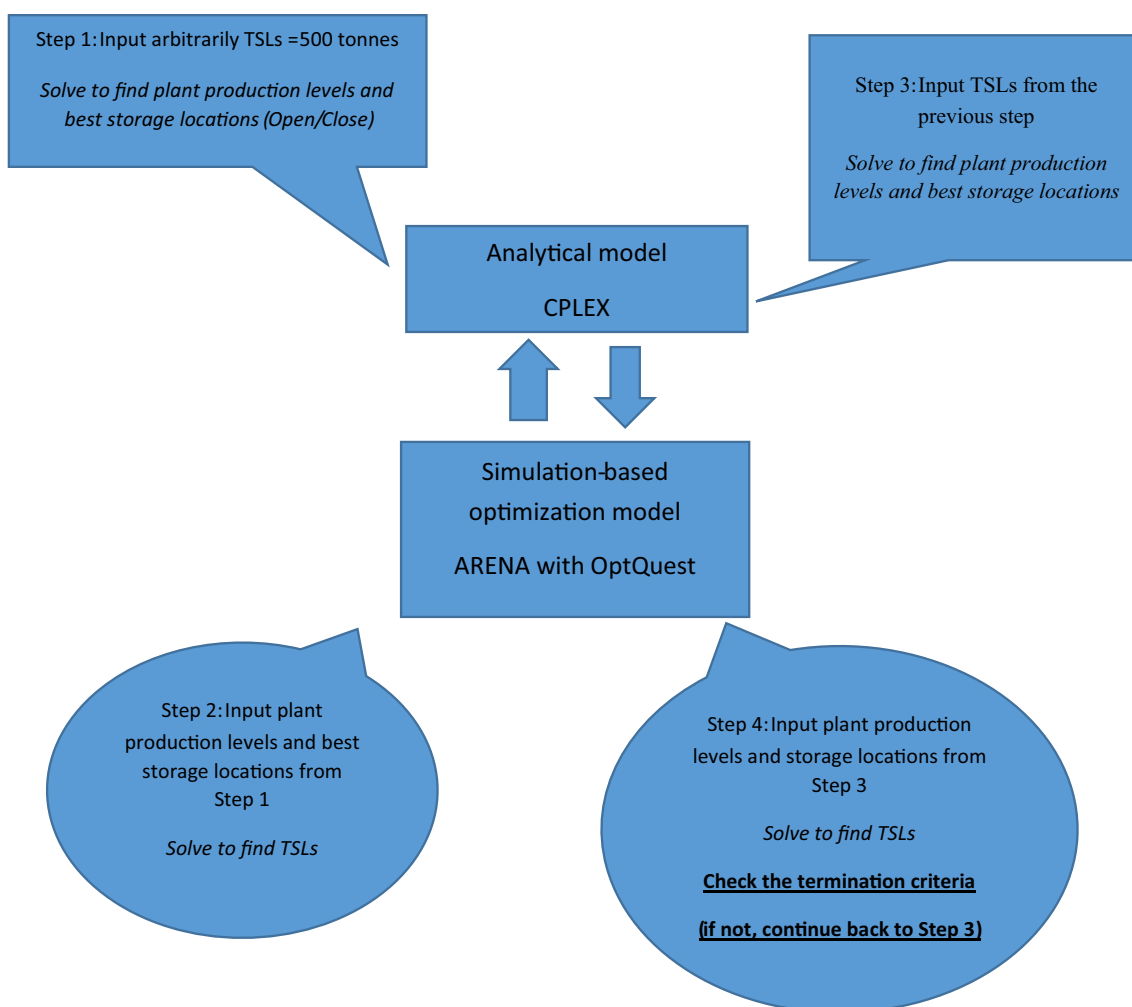 Step 1:Input arbitrarily TSLs =500 tonnes
Solve to find plant production levels and
best storage locations (Open/Close)
Step 3:Input TSLs from the
previous step
Solve to find plant production
levels and best storage locations
Analytical model
CPLEX
Simulation-based
optimization model
ARENA with OptQuest
Step 2:Input plant
production levels and best
storage locations from
Step 1
Solve to find TSLs
Step 4:Input plant production
levels and storage locations from
Step 3
Solve to find TSLs
Check the termination criteria
(if not, continue back to Step 3)